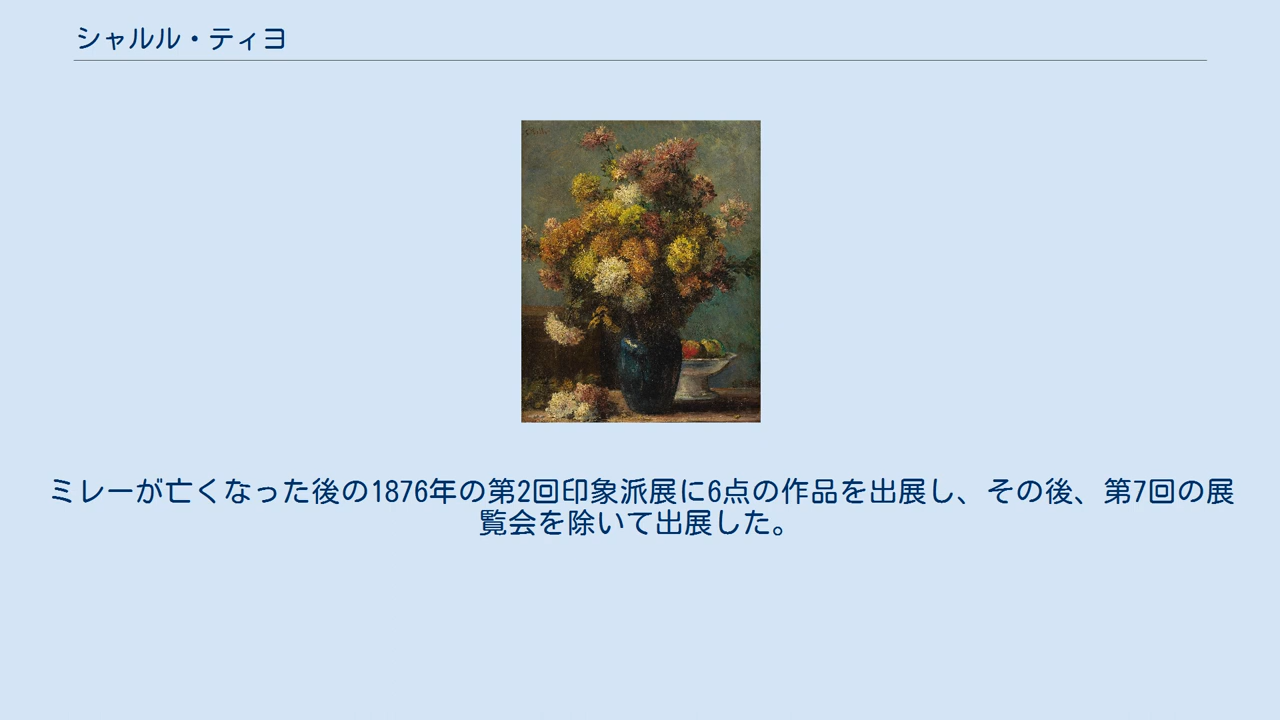 シャルル・ティヨ
ミレーが亡くなった後の1876年の第2回印象派展に6点の作品を出展し、その後、第7回の展
覧会を除いて出展した。